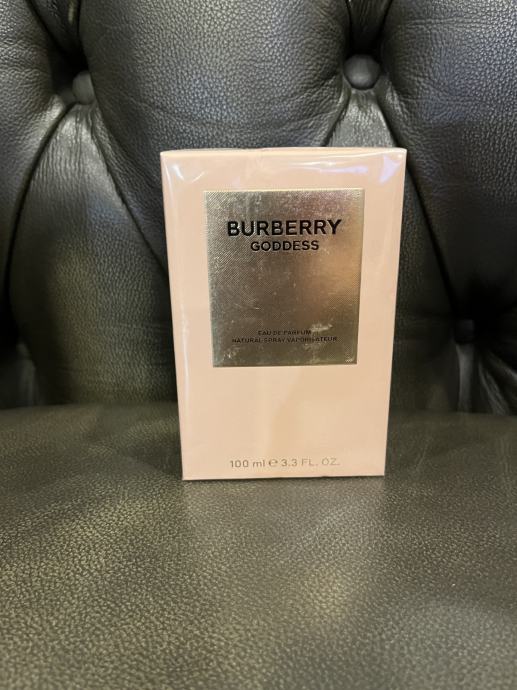 BURBERRY
GODDESS
EAU DE PARFUM
NATURAL SPRAY VAPORISATEUR
100 ml ℮ 3.3 FL. OZ.